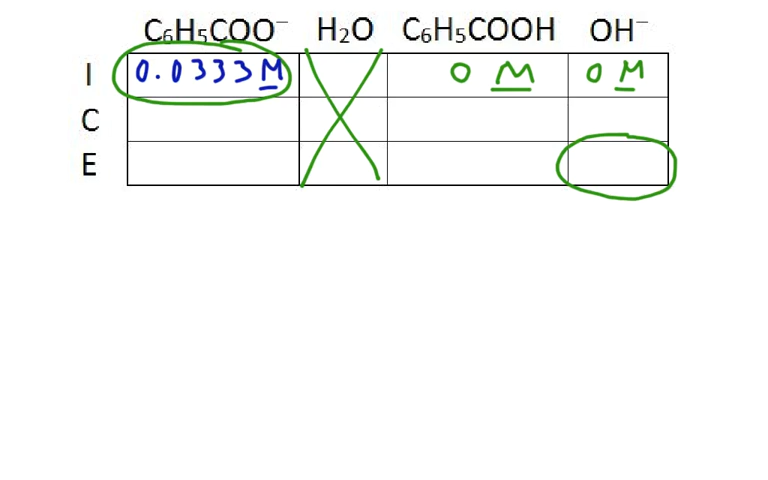 C₆H₅COO⁻ H₂O C₆H₅COOH OH⁻
I 0.0333 M 0 M 0 M
C
E